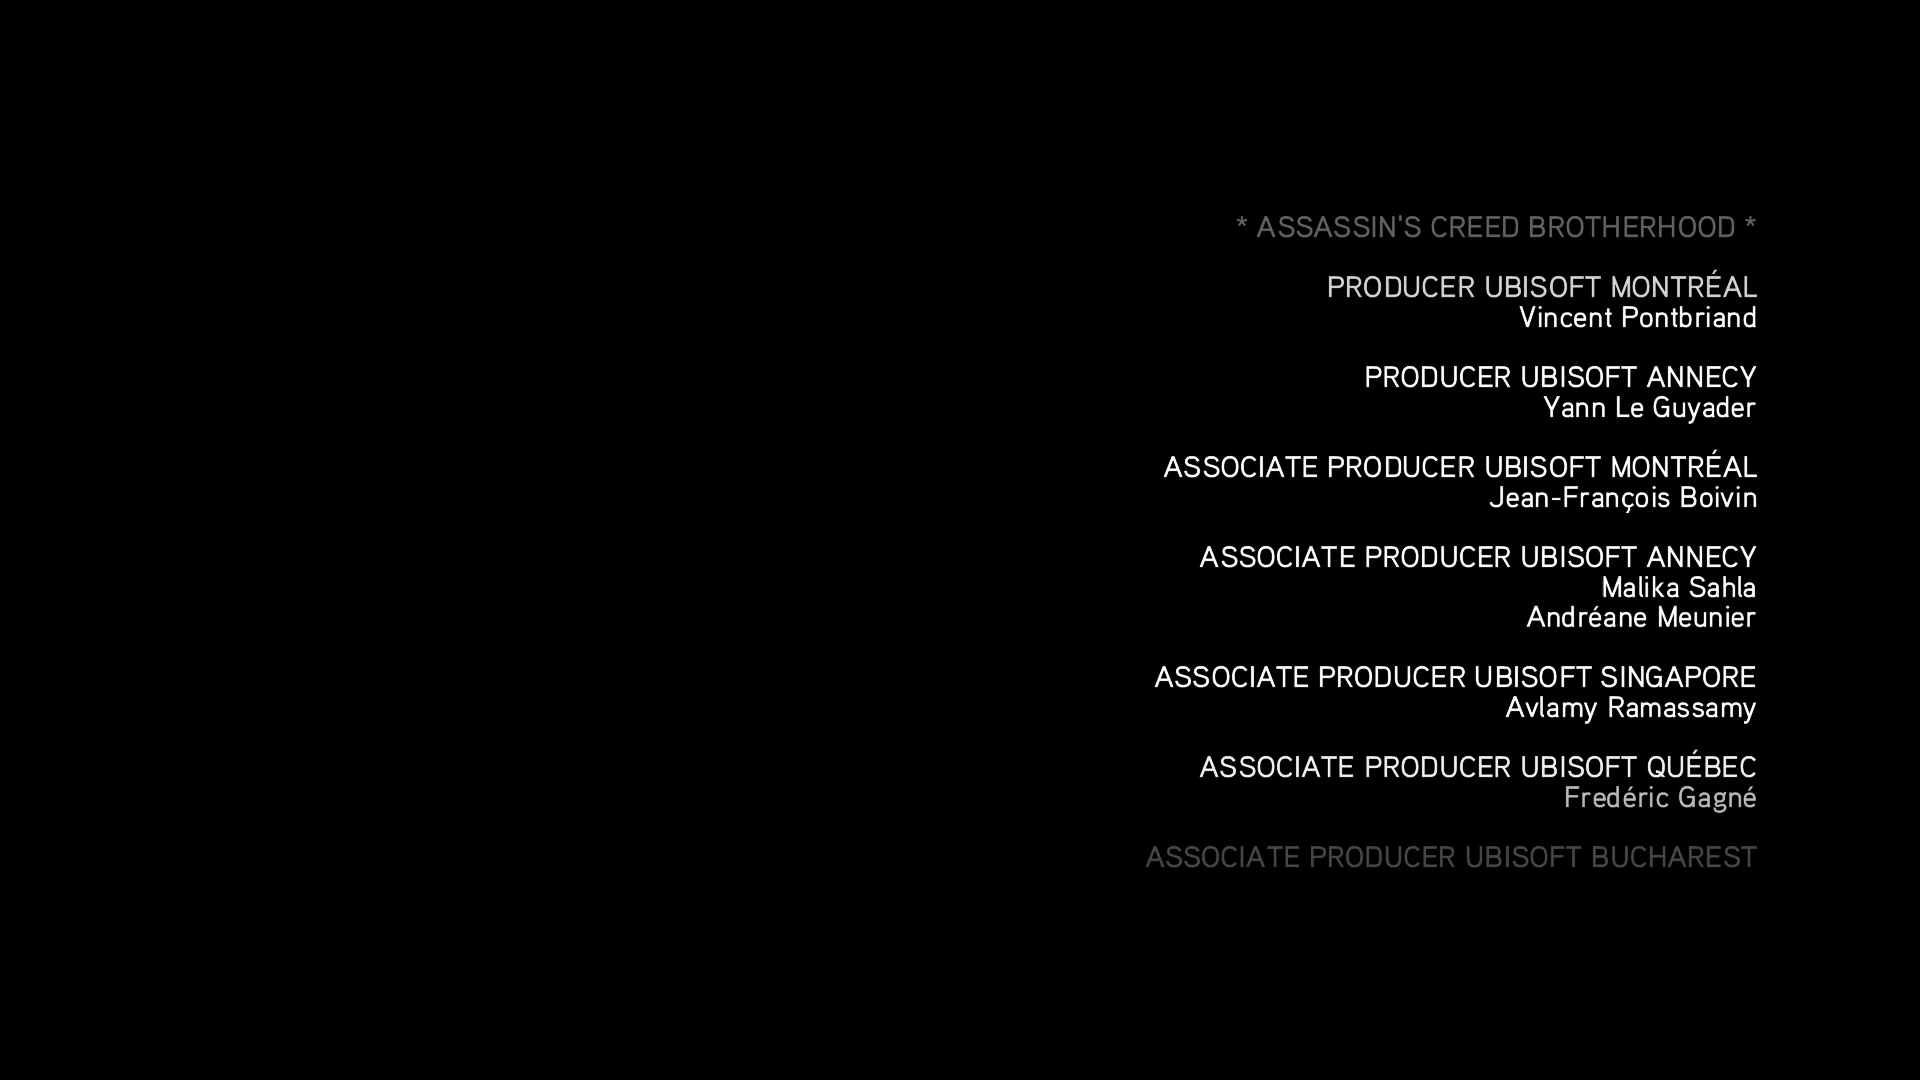 * ASSASSIN'S CREED BROTHERHOOD *
PRODUCER UBISOFT MONTRÉAL
Vincent Pontbriand
PRODUCER UBISOFT ANNECY
Yann Le Guyader
ASSOCIATE PRODUCER UBISOFT MONTRÉAL
Jean-François Boivin
ASSOCIATE PRODUCER UBISOFT ANNECY
Malika Sahla
Andréane Meunier
ASSOCIATE PRODUCER UBISOFT SINGAPORE
Avlamy Ramassamy
ASSOCIATE PRODUCER UBISOFT QUÉBEC
Fredéric Gagné
ASSOCIATE PRODUCER UBISOFT BUCHAREST